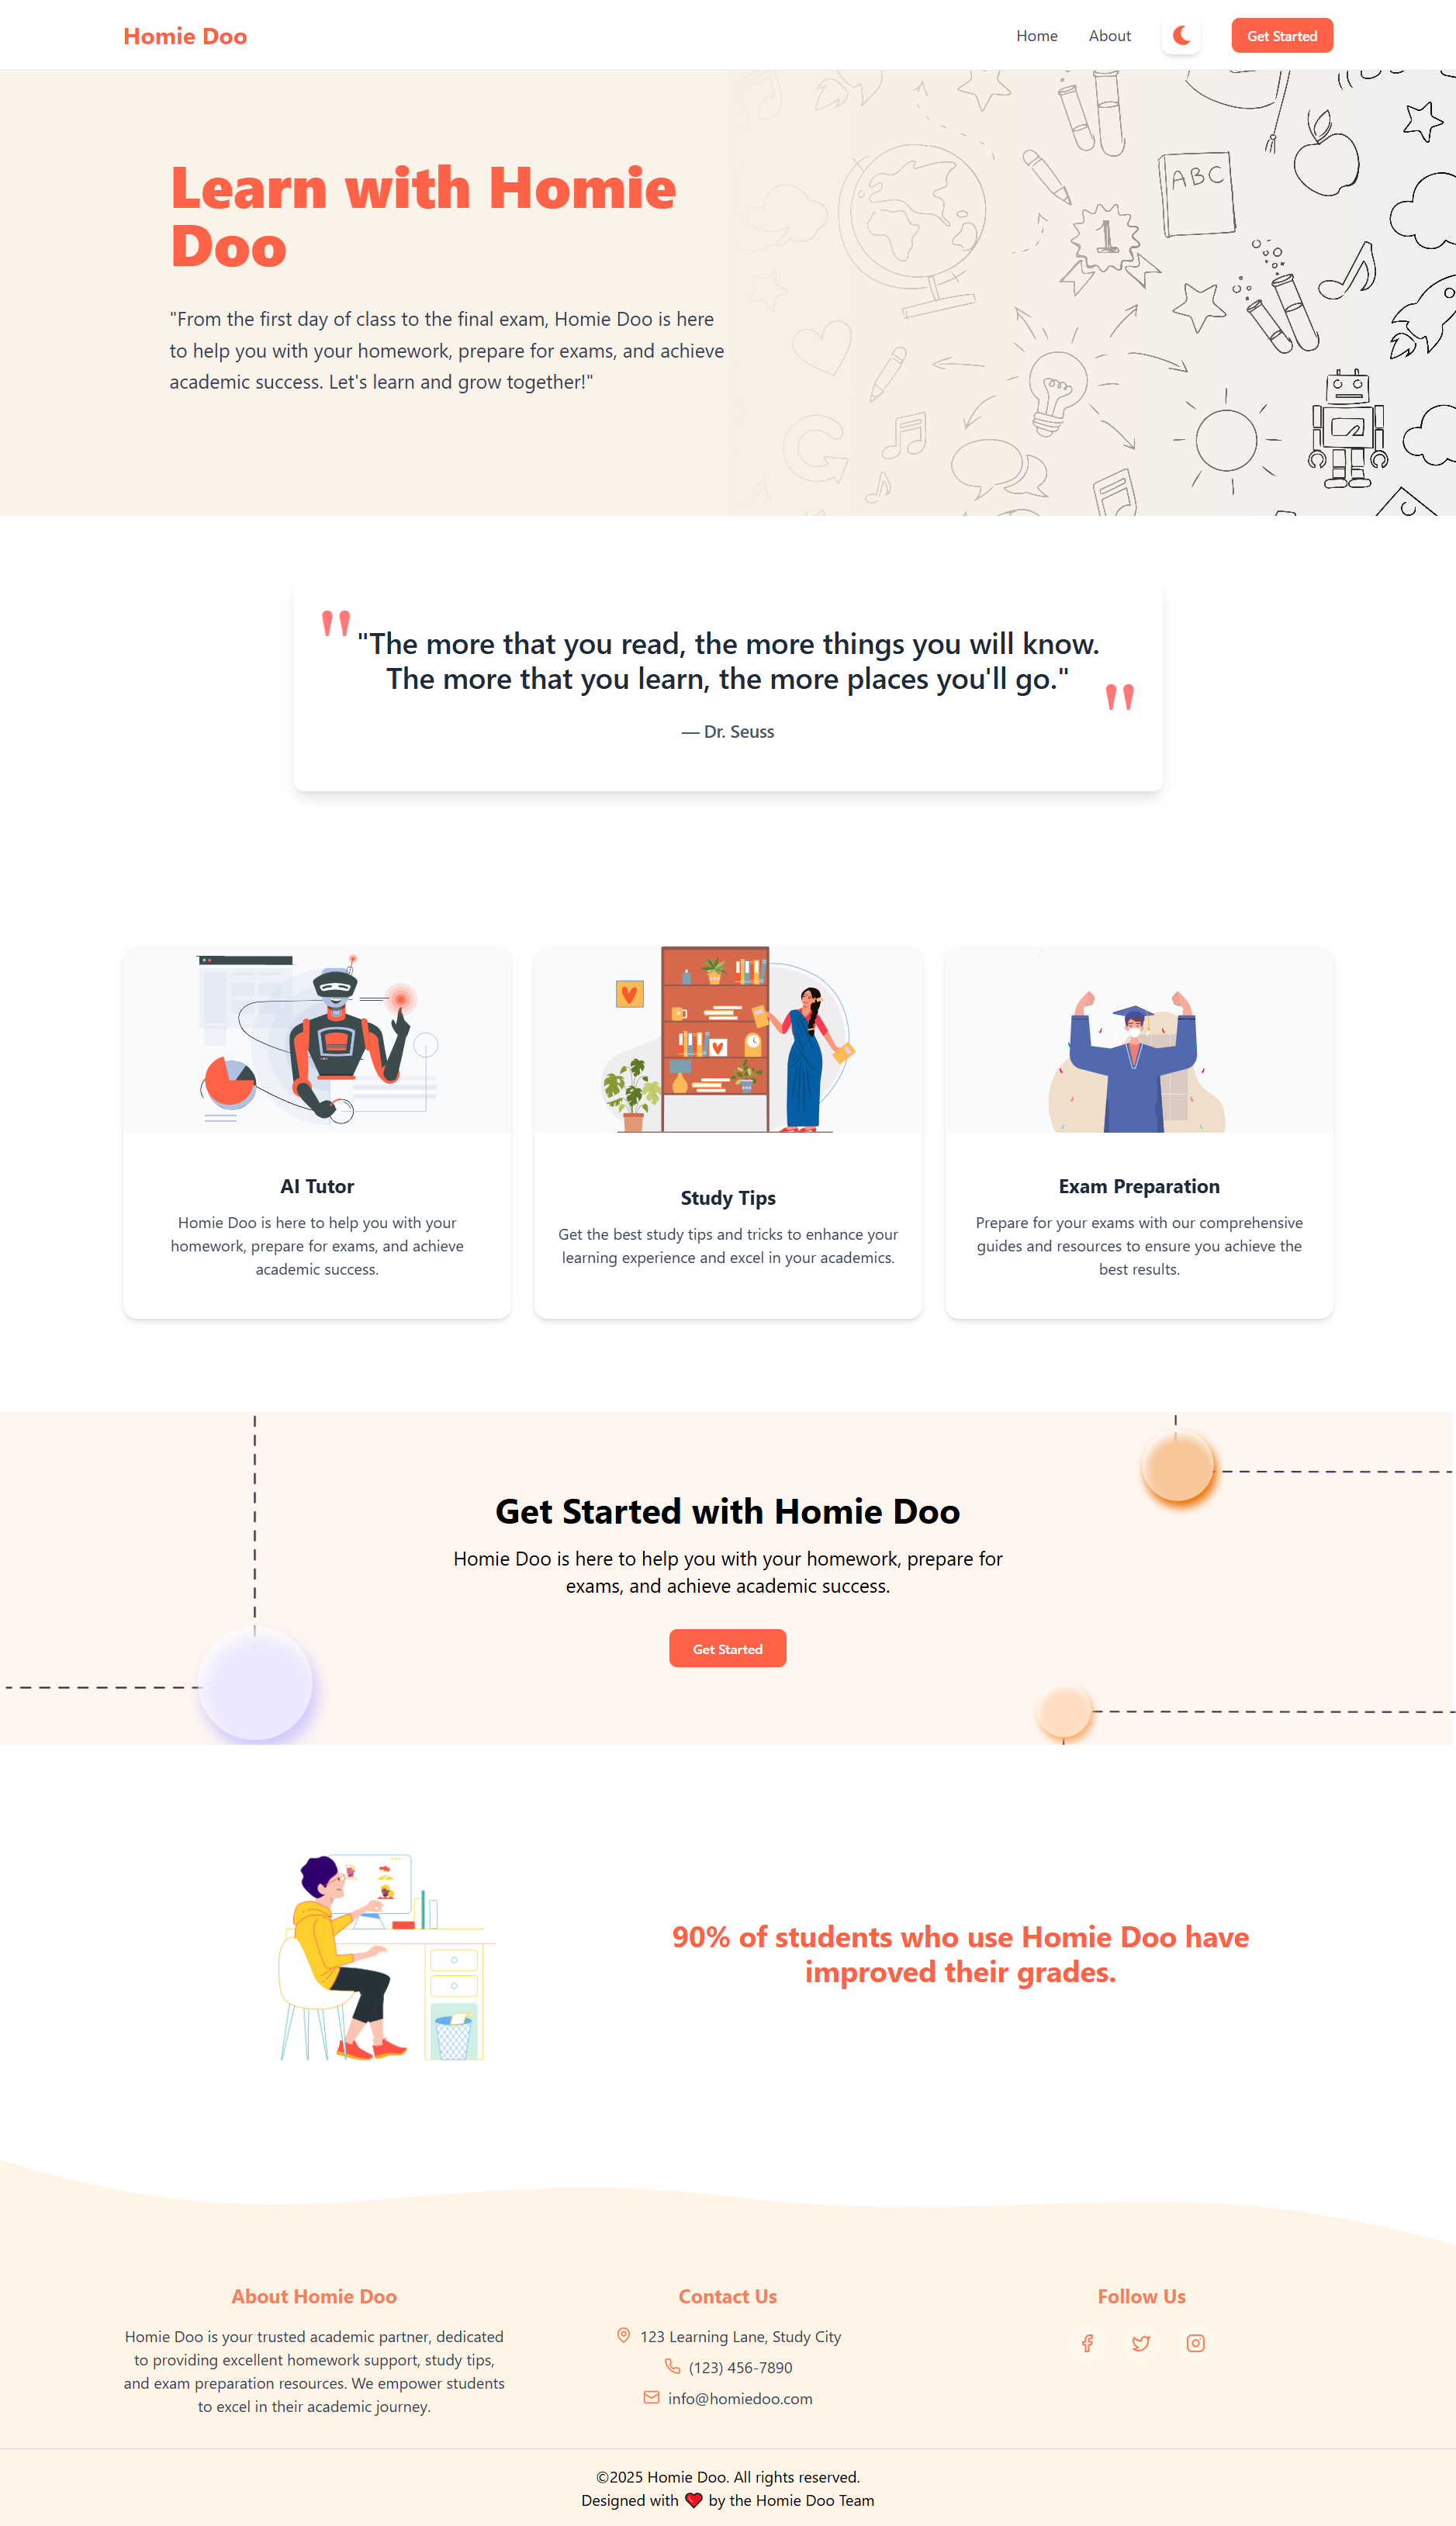 Homie Doo
Home
About
Get Started
Learn with Homie
Doo
"From the first day of class to the final exam, Homie Doo is here
to help you with your homework, prepare for exams, and achieve
academic success. Let's learn and grow together!"
ABC
1
"
"The more that you read, the more things you will know.
The more that you learn, the more places you'll go."
"
— Dr. Seuss
AI Tutor
Homie Doo is here to help you with your
homework, prepare for exams, and achieve
academic success.
Study Tips
Get the best study tips and tricks to enhance your
learning experience and excel in your academics.
Exam Preparation
Prepare for your exams with our comprehensive
guides and resources to ensure you achieve the
best results.
Get Started with Homie Doo
Homie Doo is here to help you with your homework, prepare for
exams, and achieve academic success.
Get Started
90% of students who use Homie Doo have
improved their grades.
About Homie Doo
Homie Doo is your trusted academic partner, dedicated
to providing excellent homework support, study tips,
and exam preparation resources. We empower students
to excel in their academic journey.
Contact Us
123 Learning Lane, Study City
(123) 456-7890
info@homiedoo.com
Follow Us
©2025 Homie Doo. All rights reserved.
Designed with ❤️ by the Homie Doo Team